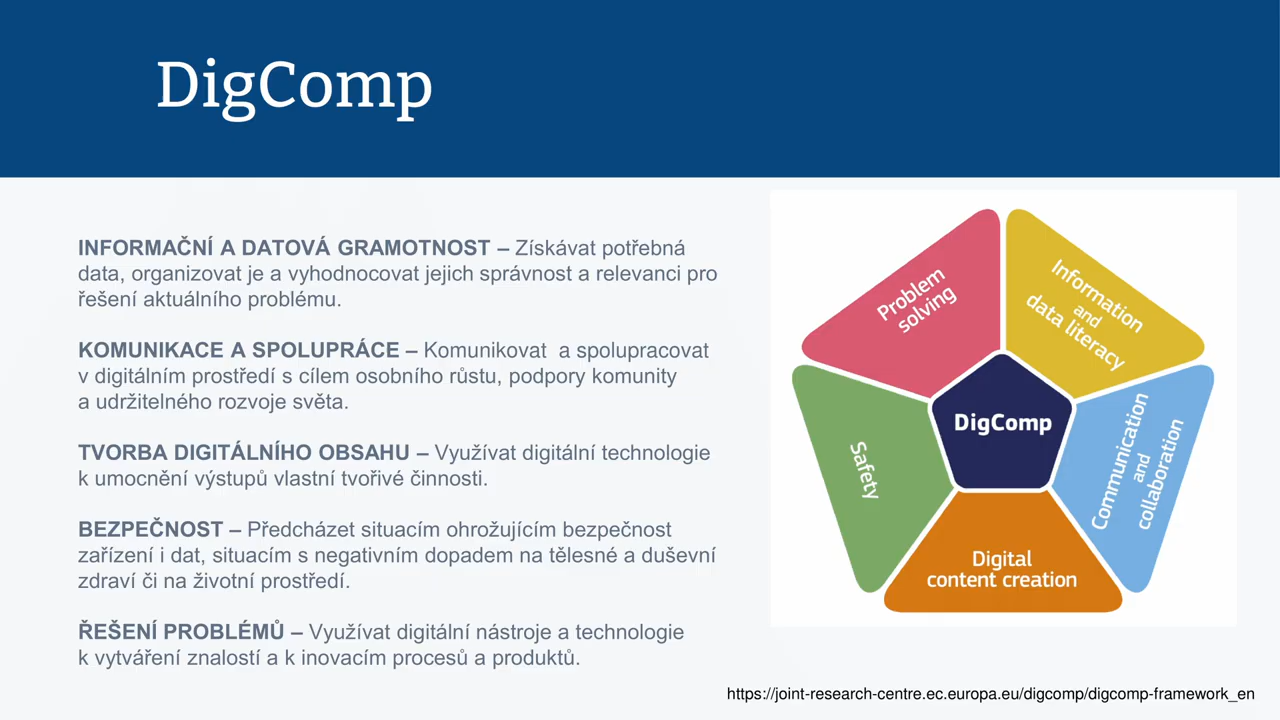 DigComp
INFORMAČNÍ A DATOVÁ GRAMOTNOST – Získávat potřebná
data, organizovat je a vyhodnocovat jejich správnost a relevanci pro
řešení aktuálního problému.
KOMUNIKACE A SPOLUPRÁCE – Komunikovat  a spolupracovat
v digitálním prostředí s cílem osobního růstu, podpory komunity
a udržitelného rozvoje světa.
TVORBA DIGITÁLNÍHO OBSAHU – Využívat digitální technologie
k umocnění výstupů vlastní tvořivé činnosti.
BEZPEČNOST – Předcházet situacím ohrožujícím bezpečnost
zařízení i dat, situacím s negativním dopadem na tělesné a duševní
zdraví či na životní prostředí.
ŘEŠENÍ PROBLÉMŮ – Využívat digitální nástroje a technologie
k vytváření znalostí a k inovacím procesů a produktů.
Problem
solving
Information
and
data literacy
DigComp
Communication
and
collaboration
Safety
Digital
content creation
https://joint-research-centre.ec.europa.eu/digcomp/digcomp-framework_en